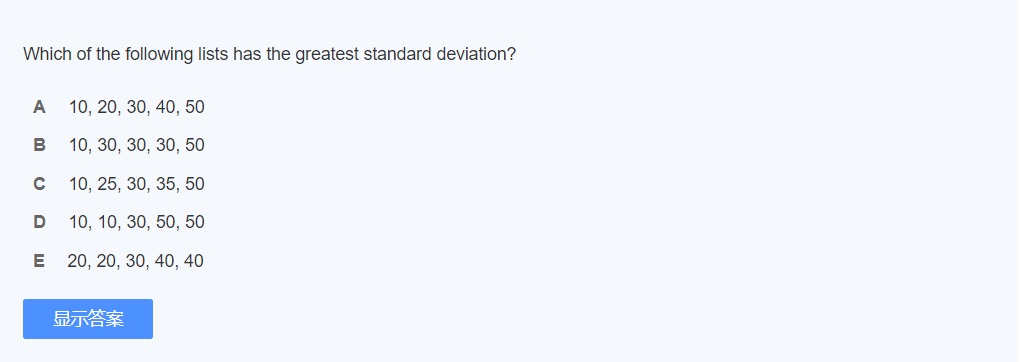 Which of the following lists has the greatest standard deviation?
A 10, 20, 30, 40, 50
B 10, 30, 30, 30, 50
C 10, 25, 30, 35, 50
D 10, 10, 30, 50, 50
E 20, 20, 30, 40, 40
显示答案